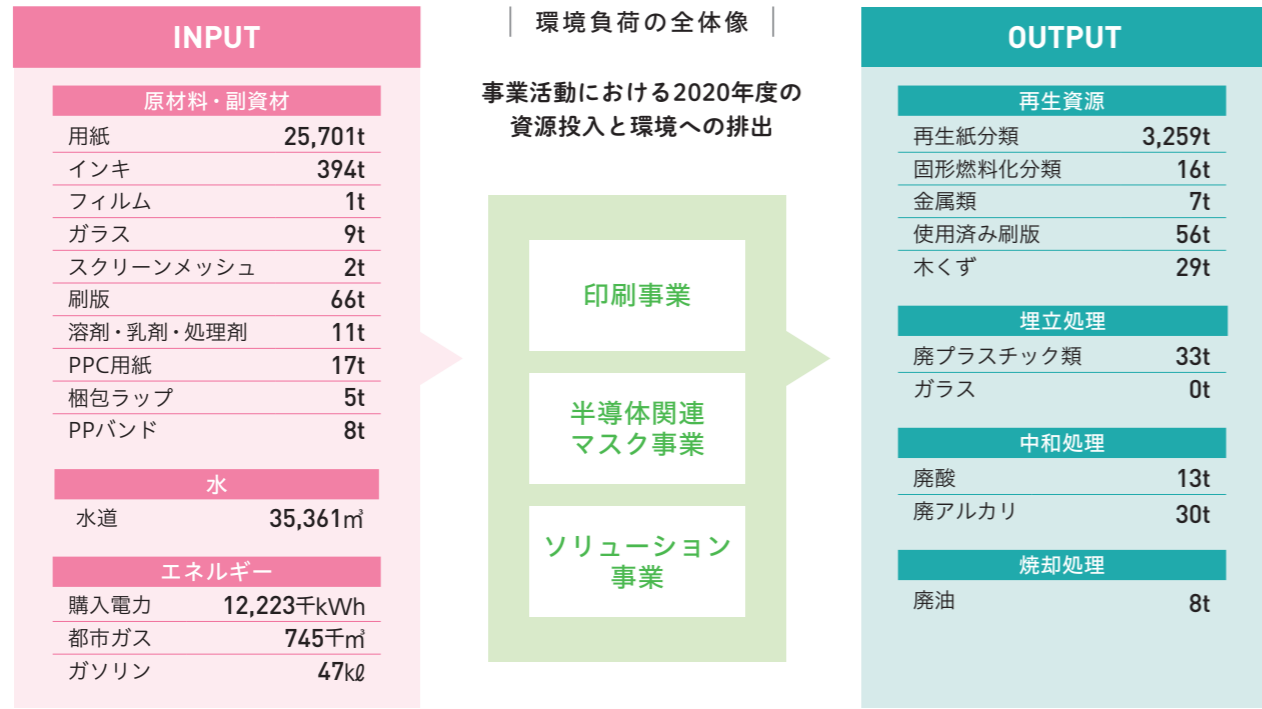 INPUT
原材料・副資材
用紙 25,701t
インキ 394t
フィルム 1t
ガラス 9t
スクリーンメッシュ 2t
刷版 66t
溶剤・乳剤・処理剤 11t
PPC用紙 17t
梱包ラップ 5t
PPバンド 8t
水
水道 35,361㎥
エネルギー
購入電力 12,223千kWh
都市ガス 745千㎥
ガソリン 47kℓ
環境負荷の全体像
事業活動における2020年度の
資源投入と環境への排出
印刷事業
半導体関連
マスク事業
ソリューション
事業
OUTPUT
再生資源
再生紙分類 3,259t
固形燃料化分類 16t
金属類 7t
使用済み刷版 56t
木くず 29t
埋立処理
廃プラスチック類 33t
ガラス 0t
中和処理
廃酸 13t
廃アルカリ 30t
焼却処理
廃油 8t